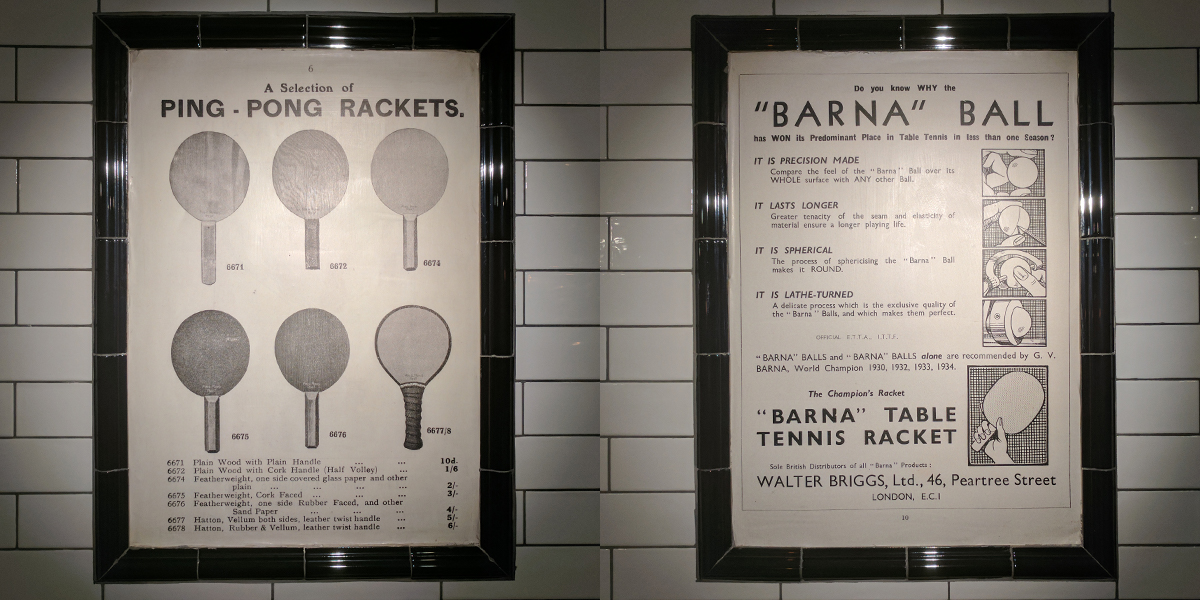 6
A Selection of
PING - PONG RACKETS.
6671
6672
6674
6675
6676
6677/8
6671 Plain Wood with Plain Handle ... ... 10d.
6672 Plain Wood with Cork Handle (Half Volley) ... 1/6
6674 Featherweight, one side covered glass paper and other
plain ... ... ... ... 2/-
6675 Featherweight, Cork Faced ... ... ... 3/-
6676 Featherweight, one side Rubber Faced, and other
Sand Paper ... ... ... 4/-
6677 Hatton, Vellum both sides, leather twist handle ... 5/-
6678 Hatton, Rubber & Vellum, leather twist handle ... 6/-
Do you know WHY the
"BARNA" BALL
has WON its Predominant Place in Table Tennis in less than one Season?
IT IS PRECISION MADE
Compare the feel of the "Barna" Ball over its
WHOLE surface with ANY other Ball.
IT LASTS LONGER
Greater tenacity of the seam and elasticity of
material ensure a longer playing life.
IT IS SPHERICAL
The process of sphericising the "Barna" Ball
makes it ROUND.
IT IS LATHE-TURNED
A delicate process which is the exclusive quality of
the "Barna" Balls, and which makes them perfect.
OFFICIAL E.T.T.A., I.T.T.F.
"BARNA" BALLS and "BARNA" BALLS alone are recommended by G. V.
BARNA, World Champion 1930, 1932, 1933, 1934.
The Champion's Racket
"BARNA" TABLE
TENNIS RACKET
Sole British Distributors of all "Barna" Products:
WALTER BRIGGS, Ltd., 46, Peartree Street
LONDON, E.C.1
10